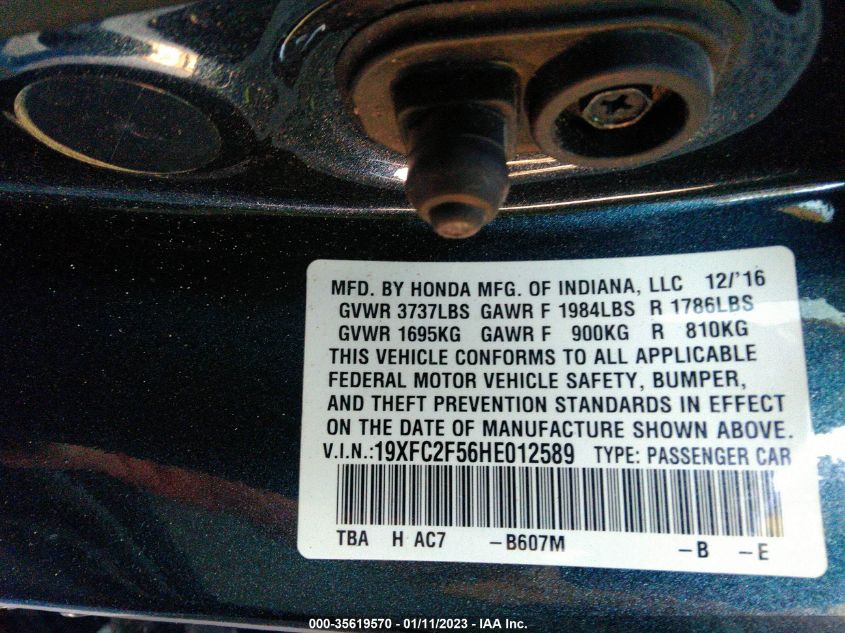 MFD. BY HONDA MFG. OF INDIANA, LLC 12/'16
GVWR 3737LBS GAWR F 1984LBS R 1786LBS
GVWR 1695KG GAWR F 900KG R 810KG
THIS VEHICLE CONFORMS TO ALL APPLICABLE
FEDERAL MOTOR VEHICLE SAFETY, BUMPER,
AND THEFT PREVENTION STANDARDS IN EFFECT
ON THE DATE OF MANUFACTURE SHOWN ABOVE.
V.I.N.:19XFC2F56HE012589 TYPE: PASSENGER CAR
TBA H AC7 -B607M -B -E
000-35619570 — 01/11/2023 - IAA Inc.